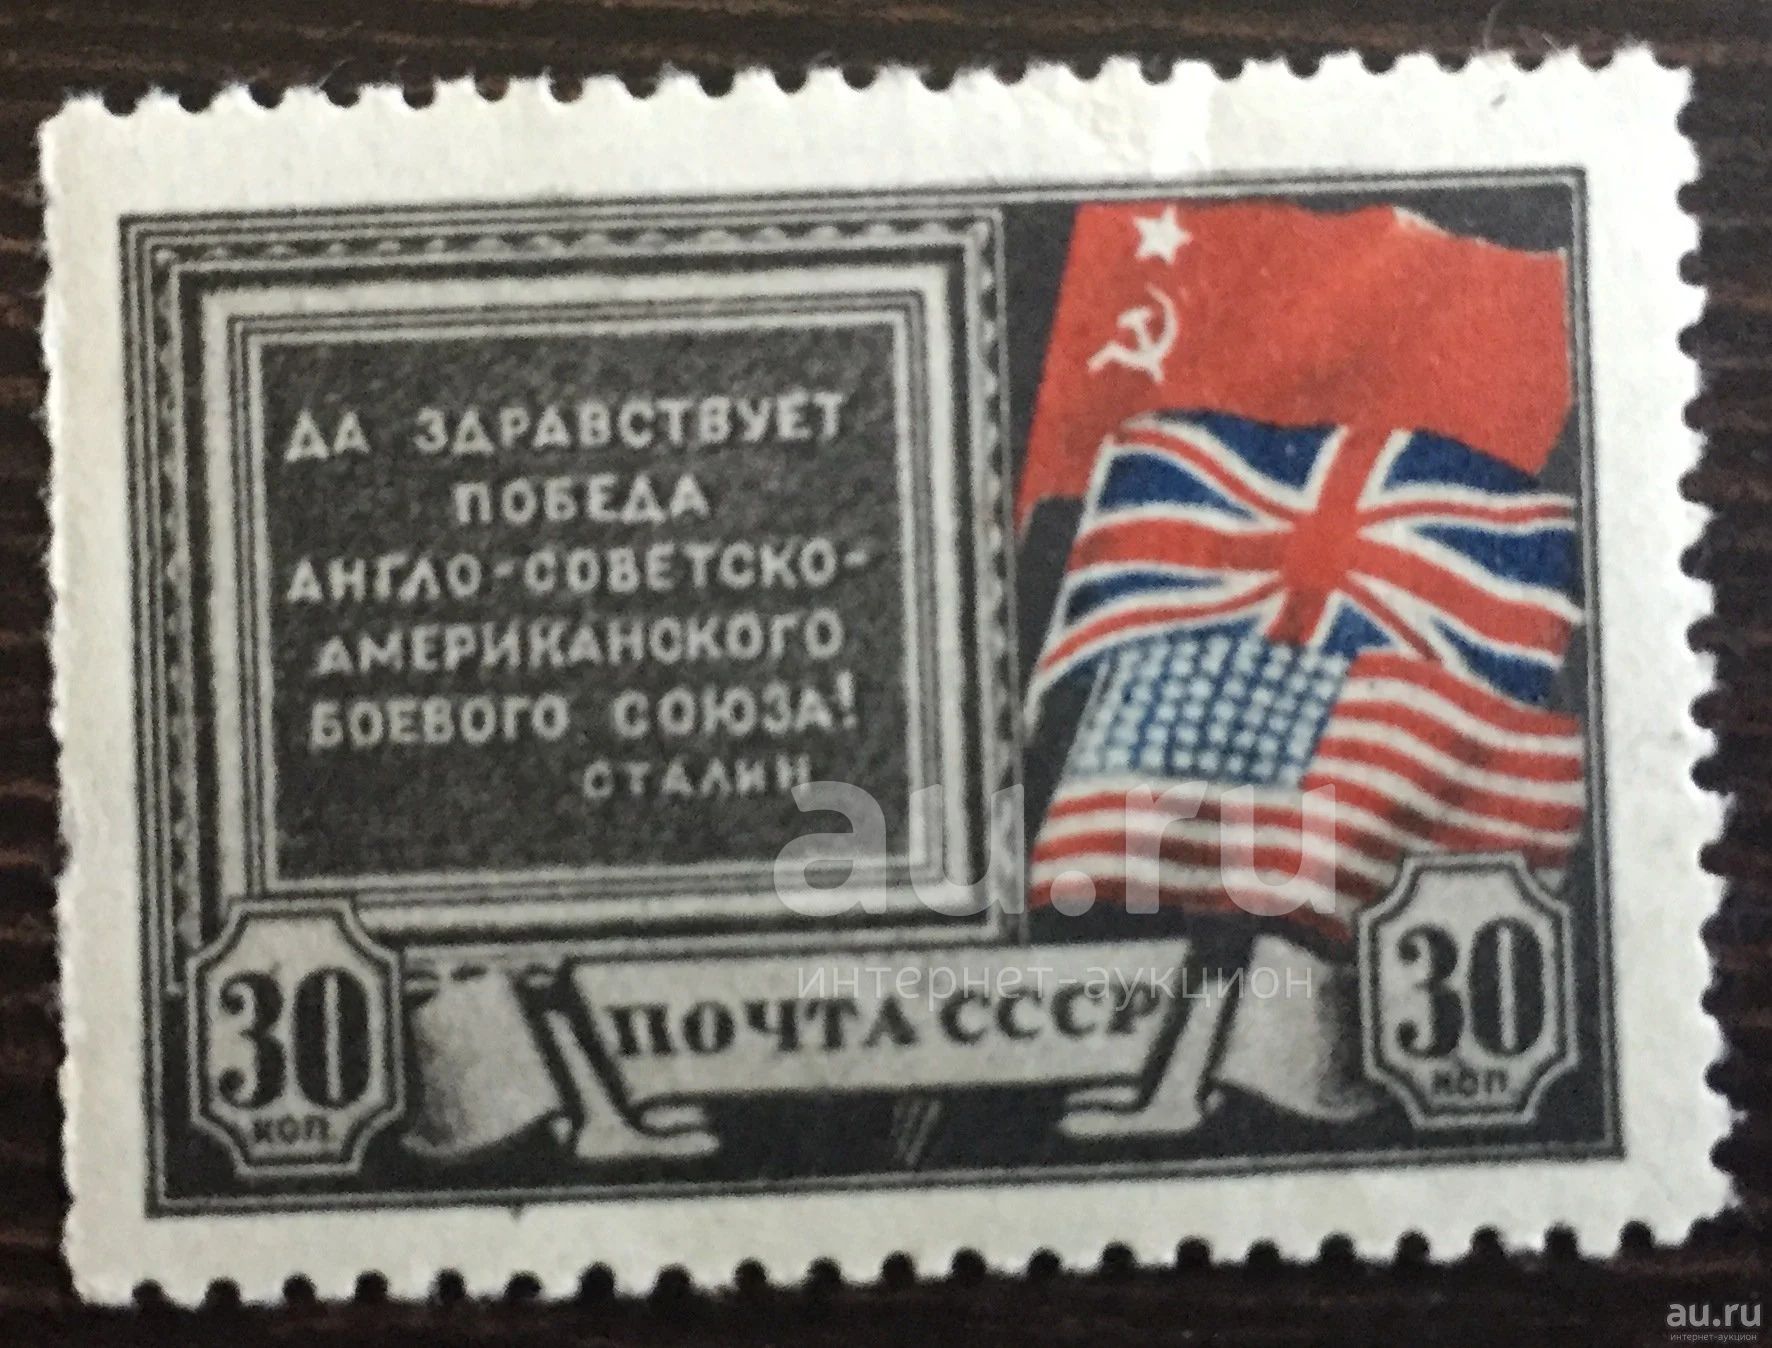 ДА ЗДРАВСТВУЕТ
ПОБЕДА
АНГЛО-СОВЕТСКО-
АМЕРИКАНСКОГО
БОЕВОГО СОЮЗА!
СТАЛИН
au.ru
интернет-аукцион
ПОЧТА СССР
30
КОП
30
КОП
au.ru
интернет-аукцион